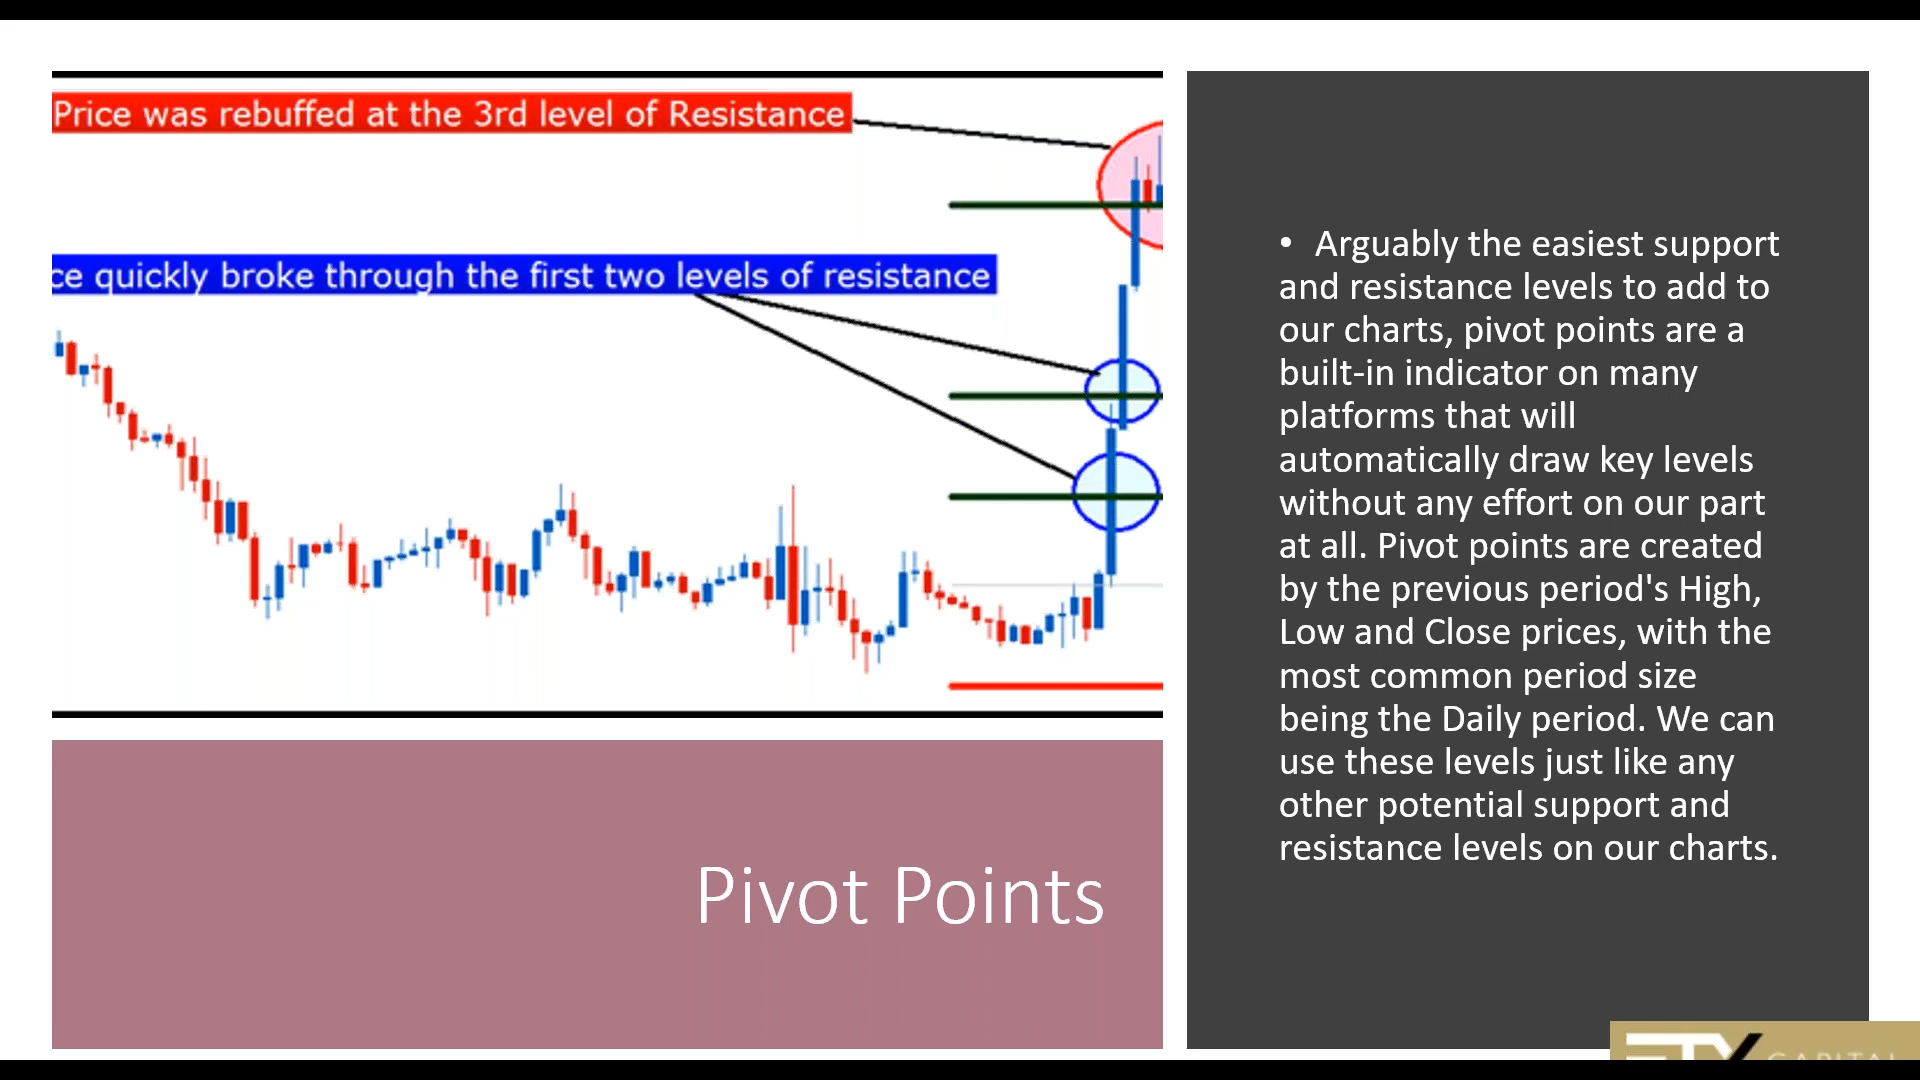 Price was rebuffed at the 3rd level of Resistance
ce quickly broke through the first two levels of resistance
Pivot Points
• Arguably the easiest support
and resistance levels to add to
our charts, pivot points are a
built-in indicator on many
platforms that will
automatically draw key levels
without any effort on our part
at all. Pivot points are created
by the previous period's High,
Low and Close prices, with the
most common period size
being the Daily period. We can
use these levels just like any
other potential support and
resistance levels on our charts.
CAPITAL